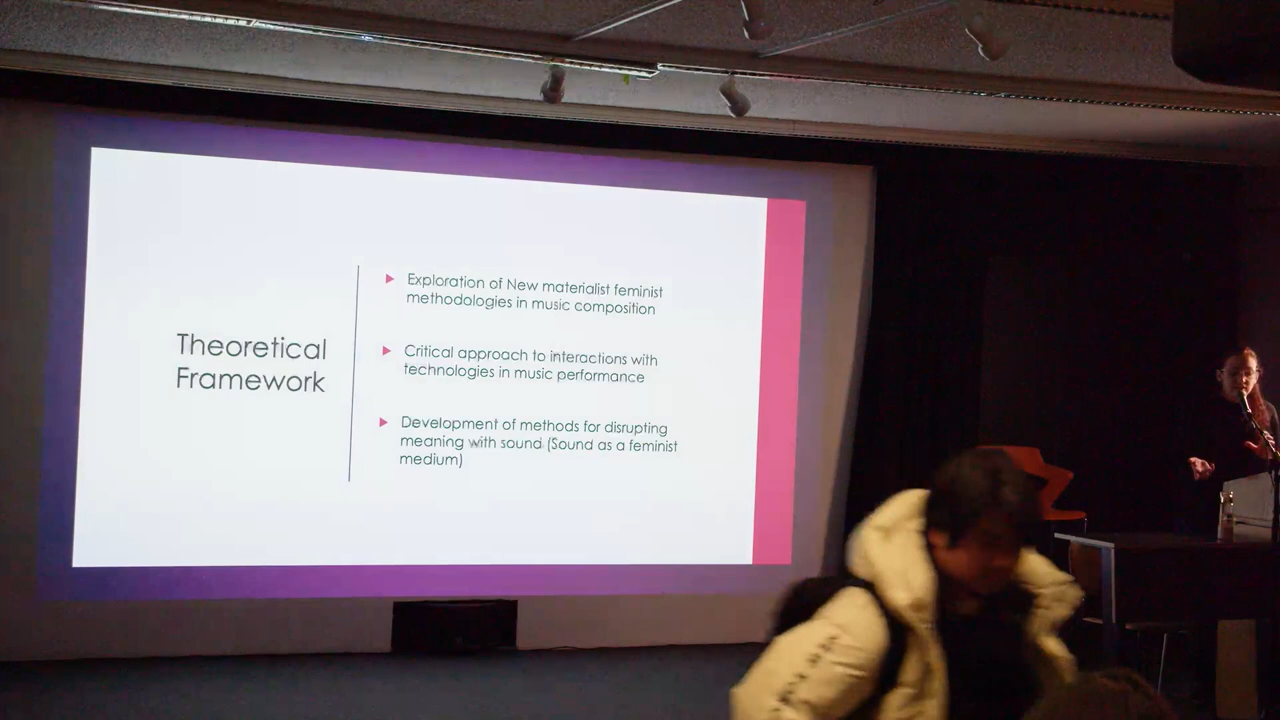 Theoretical
Framework
Exploration of New materialist feminist
methodologies in music composition
Critical approach to interactions with
technologies in music performance
Development of methods for disrupting
meaning with sound (Sound as a feminist
medium)